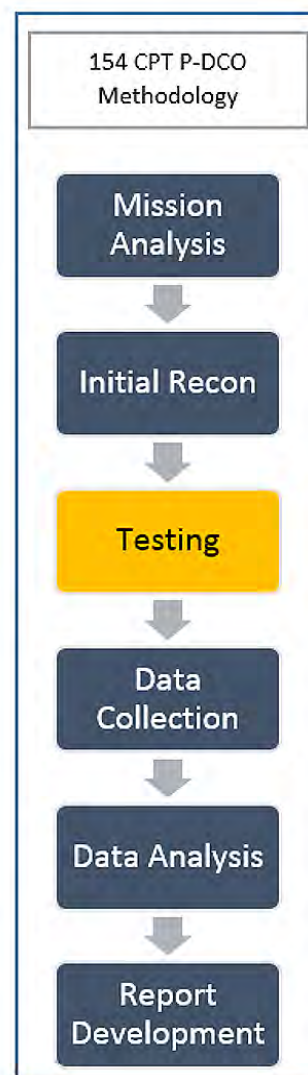 154 CPT P-DCO
Methodology
Mission
Analysis
Initial Recon
Testing
Data
Collection
Data Analysis
Report
Development